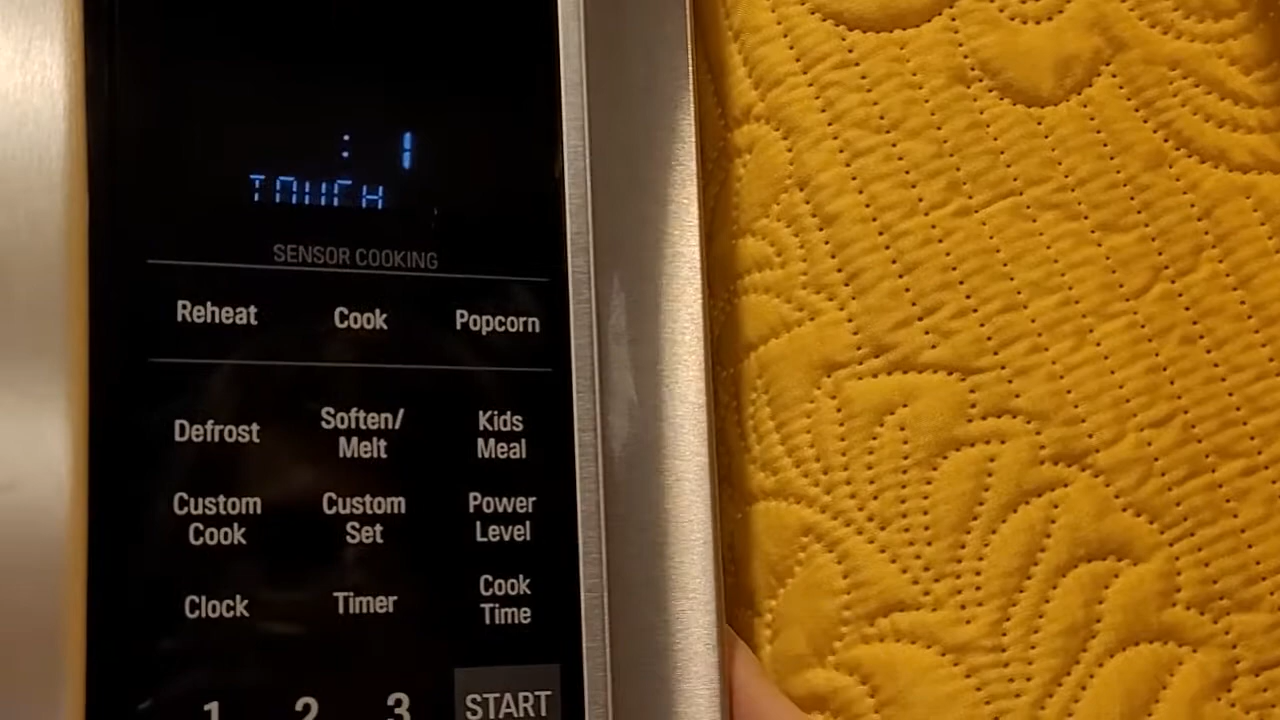 : 1
TOUCH
SENSOR COOKING
Reheat Cook Popcorn
Defrost Soften/ Melt Kids Meal
Custom Cook Custom Set Power Level
Clock Timer Cook Time
1 2 3 START